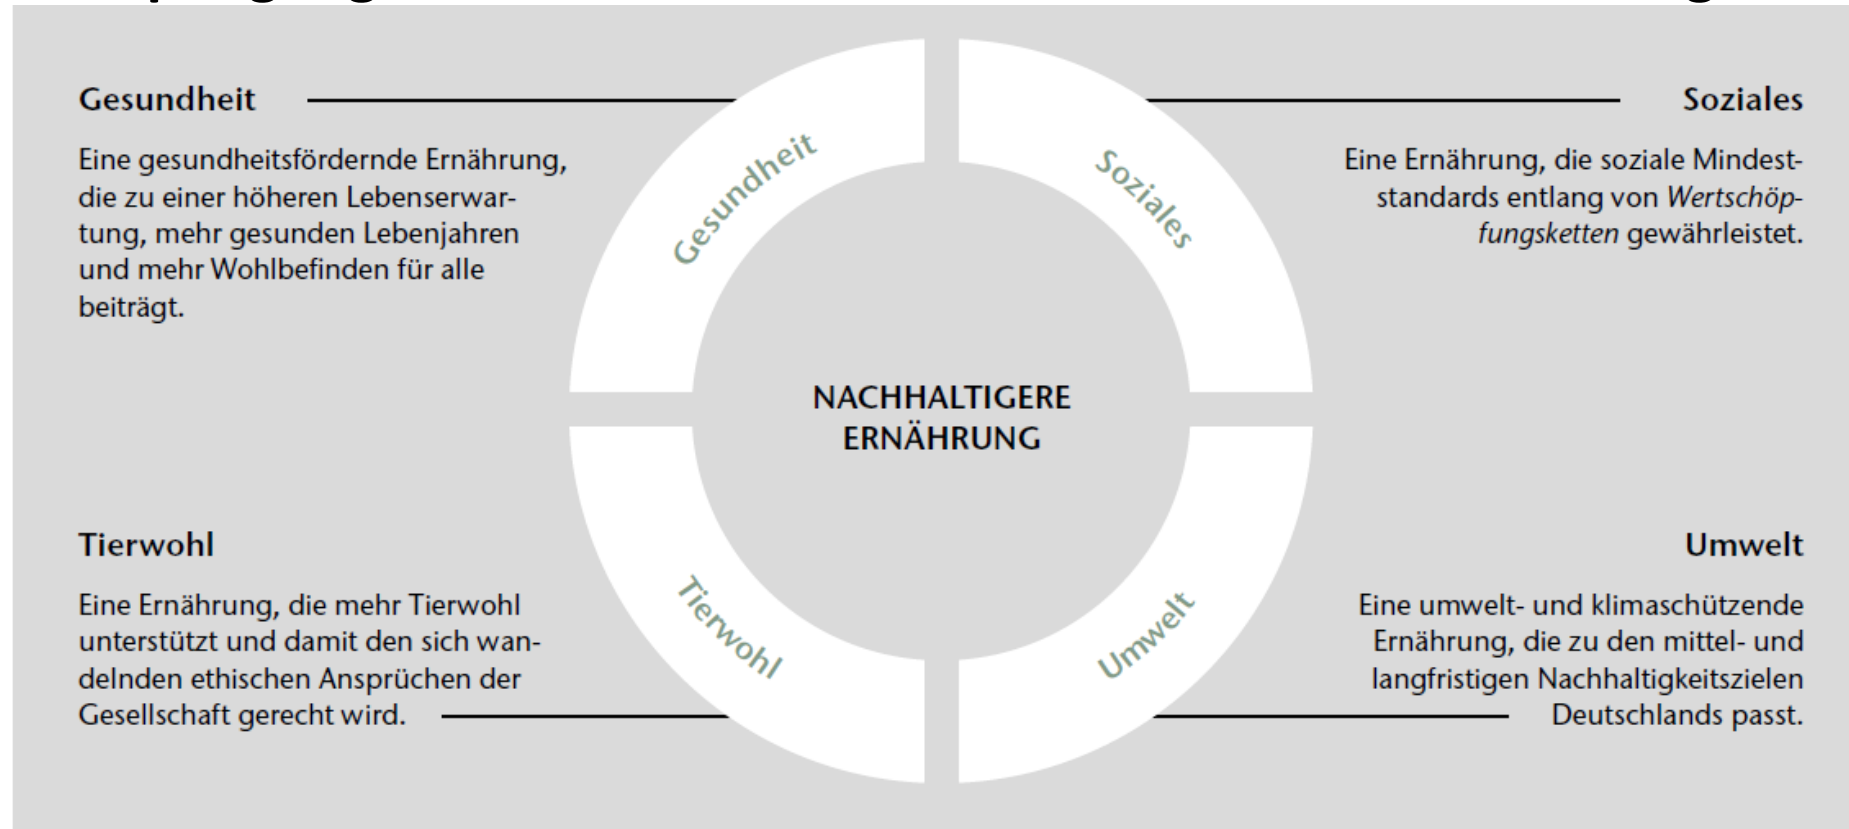 Gesundheit
Eine gesundheitsfördernde Ernährung,
die zu einer höheren Lebenserwar-
tung, mehr gesunden Lebenjahren
und mehr Wohlbefinden für alle
beiträgt.
Soziales
Eine Ernährung, die soziale Mindest-
standards entlang von Wertschöp-
fungsketten gewährleistet.
Gesundheit
Soziales
NACHHALTIGERE
ERNÄHRUNG
Tierwohl
Umwelt
Tierwohl
Eine Ernährung, die mehr Tierwohl
unterstützt und damit den sich wan-
delnden ethischen Ansprüchen der
Gesellschaft gerecht wird.
Umwelt
Eine umwelt- und klimaschützende
Ernährung, die zu den mittel- und
langfristigen Nachhaltigkeitszielen
Deutschlands passt.